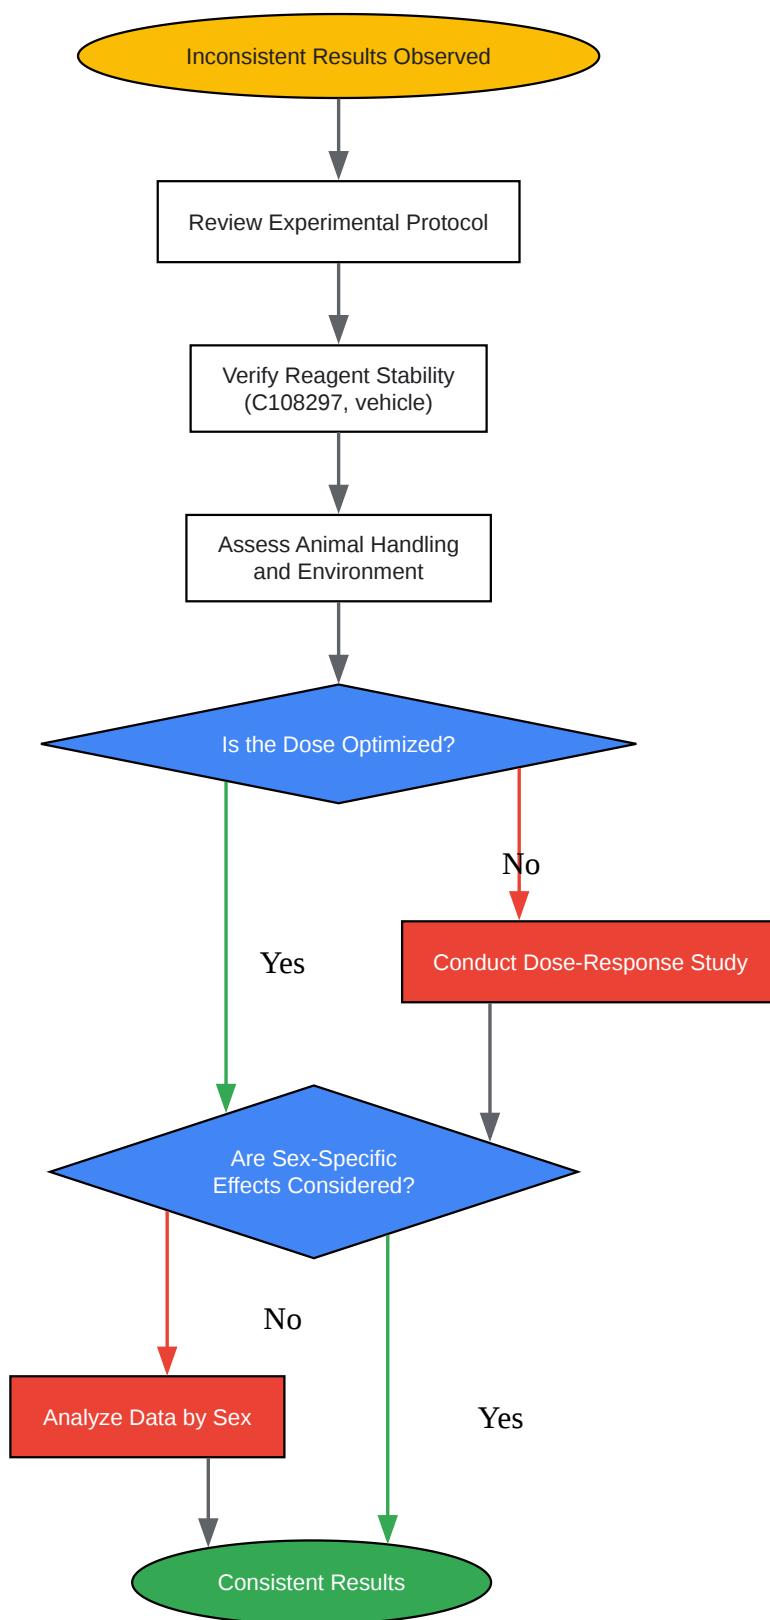 Inconsistent Results Observed
Review Experimental Protocol
Verify Reagent Stability
(C108297, vehicle)
Assess Animal Handling
and Environment
Is the Dose Optimized?
No
Yes
Conduct Dose-Response Study
Are Sex-Specific
Effects Considered?
No
Analyze Data by Sex
Yes
Consistent Results